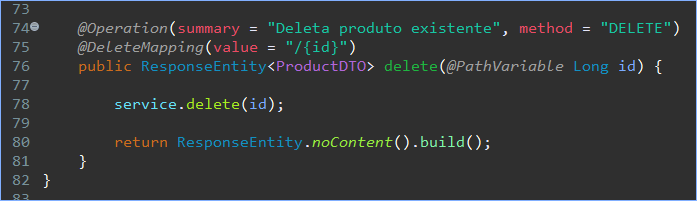 73
74 @Operation(summary = "Deleta produto existente", method = "DELETE")
75 @DeleteMapping(value = "/{id}")
76 public ResponseEntity<ProductDTO> delete(@PathVariable Long id) {
77
78 service.delete(id);
79
80 return ResponseEntity.noContent().build();
81 }
82 }
83